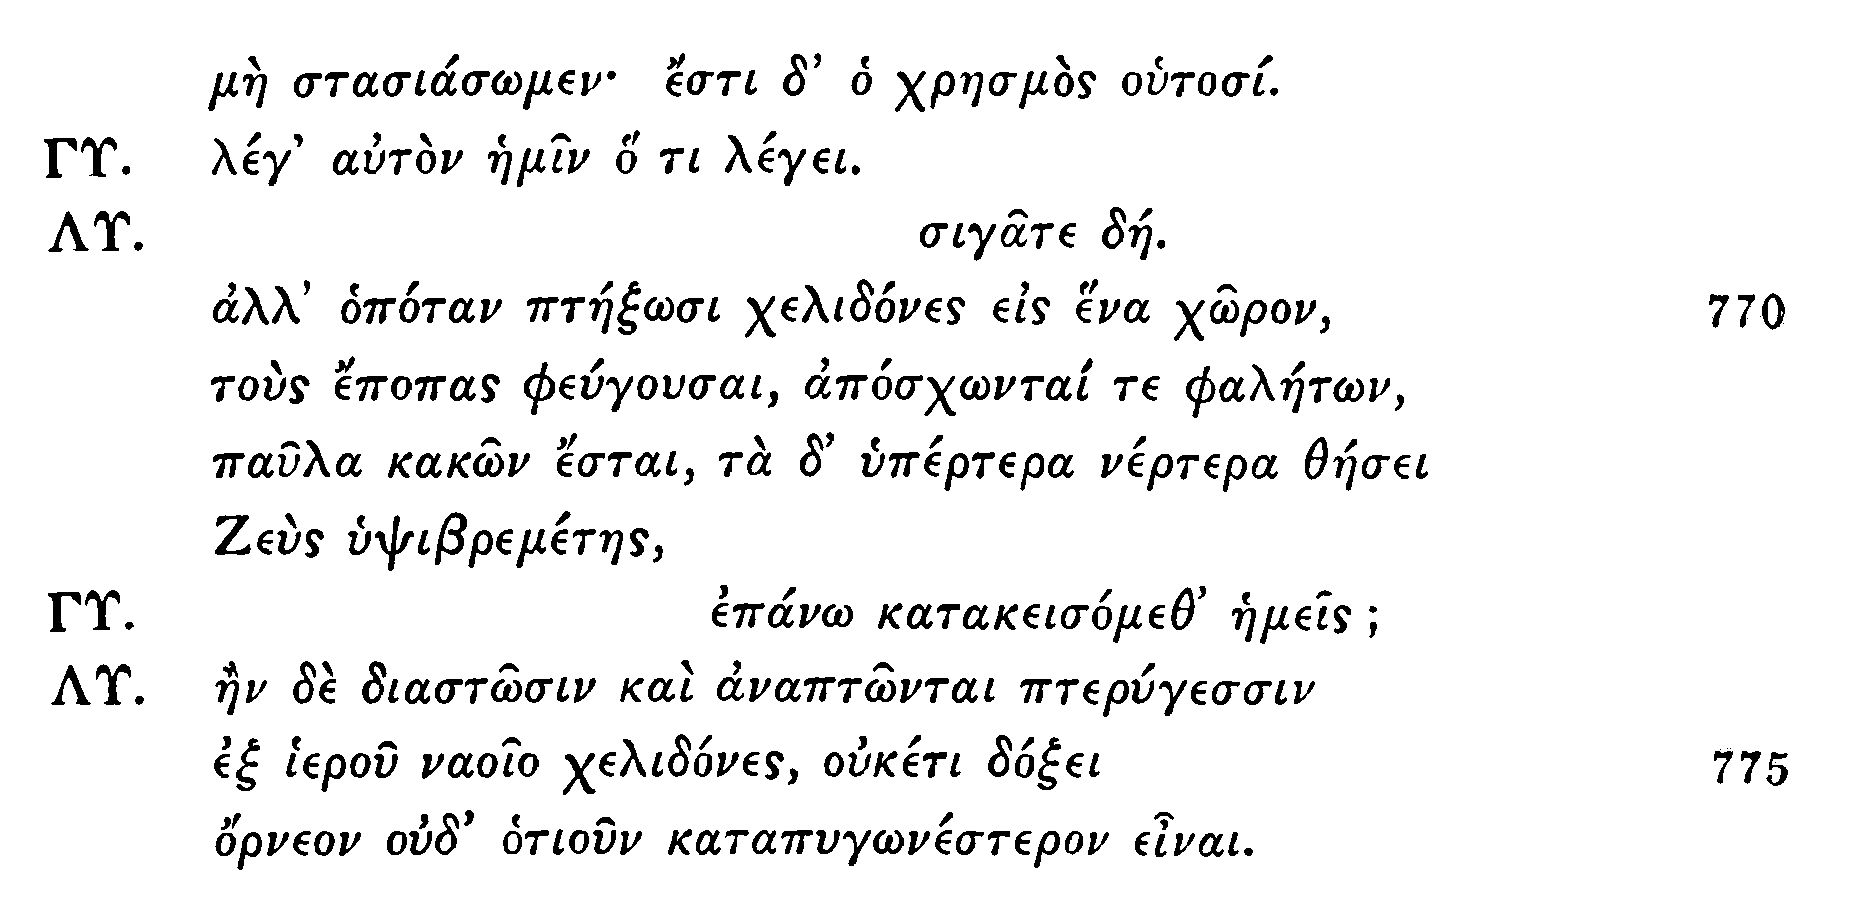 μὴ στασιάσωμεν· ἔστι δ’ ὁ χρησμὸς οὑτοσί.
ΓΥ. λέγ’ αὐτὸν ἡμῖν ὅ τι λέγει.
ΛΥ. σιγᾶτε δή.
ἀλλ’ ὁπόταν πτήξωσι χελιδόνες εἰς ἕνα χῶρον, 770
τοὺς ἔποπας φεύγουσαι, ἀπόσχωνταί τε φαλήτων,
παῦλα κακῶν ἔσται, τὰ δ’ ὑπέρτερα νέρτερα θήσει
Ζεὺς ὑψιβρεμέτης,
ΓΥ. ἐπάνω κατακεισόμεθ’ ἡμεῖς ;
ΛΥ. ἢν δὲ διαστῶσιν καὶ ἀναπτῶνται πτερύγεσσιν
ἐξ ἱεροῦ ναοῖο χελιδόνες, οὐκέτι δόξει 775
ὄρνεον οὐδ’ ὁτιοῦν καταπυγωνέστερον εἶναι.